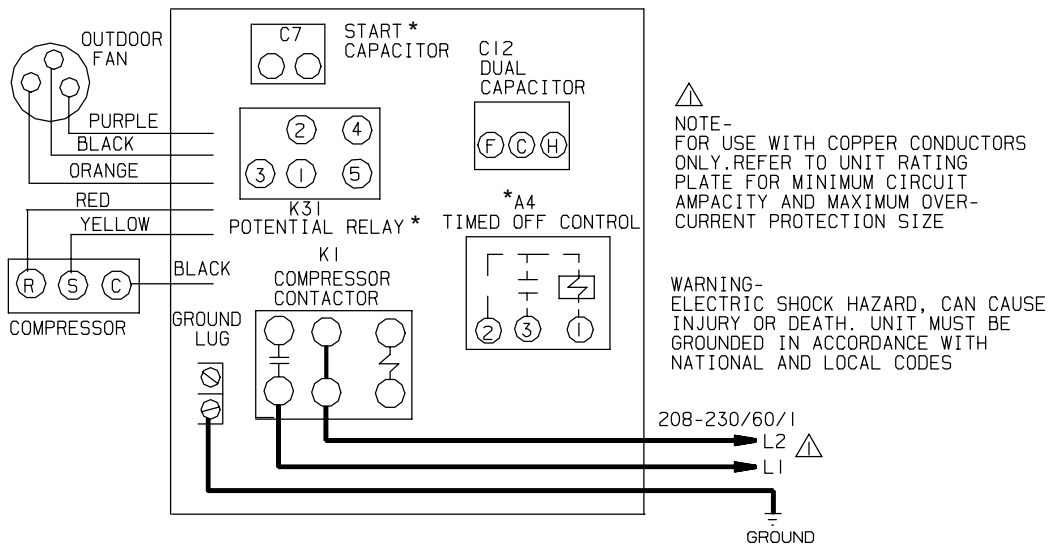 OUTDOOR
FAN
C7
START *
CAPACITOR
C12
DUAL
CAPACITOR
F C H
PURPLE
BLACK
ORANGE
RED
YELLOW
BLACK
2 4
3 1 5
K31
POTENTIAL RELAY *
*A4
TIMED OFF CONTROL
2 3 1
R S C
COMPRESSOR
K1
COMPRESSOR
CONTACTOR
GROUND
LUG
1
NOTE-
FOR USE WITH COPPER CONDUCTORS
ONLY.REFER TO UNIT RATING
PLATE FOR MINIMUM CIRCUIT
AMPACITY AND MAXIMUM OVER-
CURRENT PROTECTION SIZE
WARNING-
ELECTRIC SHOCK HAZARD, CAN CAUSE
INJURY OR DEATH. UNIT MUST BE
GROUNDED IN ACCORDANCE WITH
NATIONAL AND LOCAL CODES
208-230/60/1
L2 1
L1
GROUND